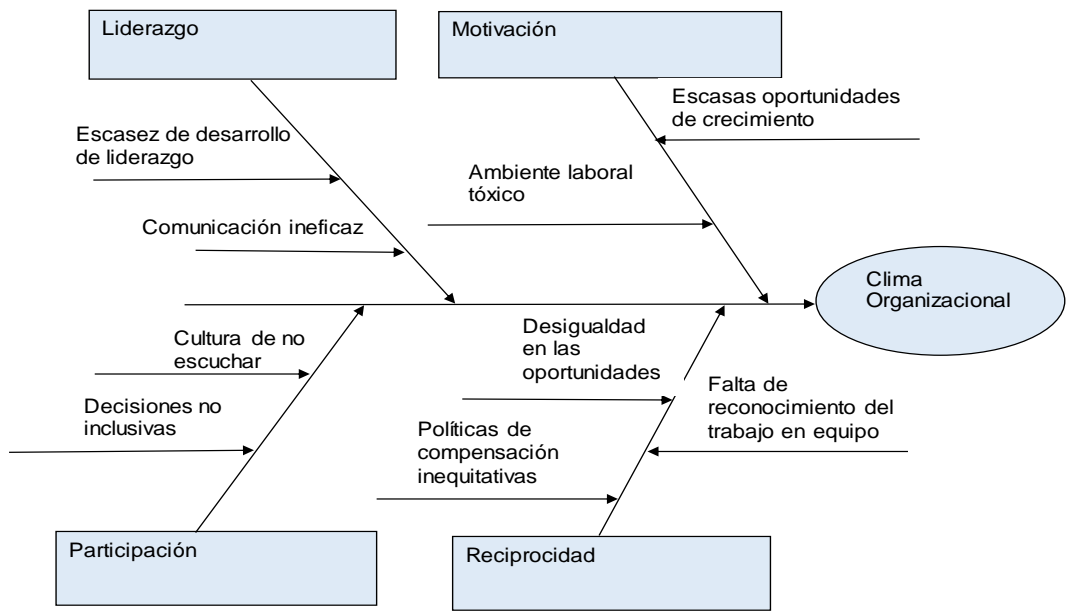 Liderazgo
Motivación
Escasas oportunidades
de crecimiento
Escasez de desarrollo
de liderazgo
Ambiente laboral
tóxico
Comunicación ineficaz
Clima
Organizacional
Cultura de no
escuchar
Desigualdad
en las
oportunidades
Decisiones no
inclusivas
Falta de
reconocimiento del
trabajo en equipo
Políticas de
compensación
inequitativas
Participación
Reciprocidad